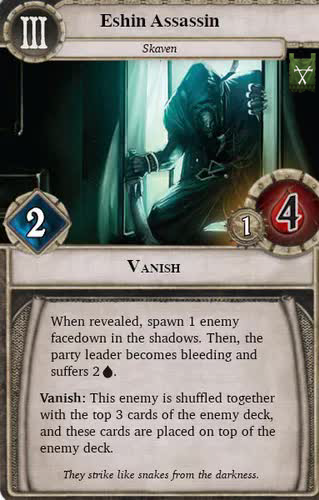 III
Eshin Assassin
Skaven
2
1
4
VANISH
When revealed, spawn 1 enemy
facedown in the shadows. Then, the
party leader becomes bleeding and
suffers 2 .
Vanish: This enemy is shuffled together
with the top 3 cards of the enemy deck,
and these cards are placed on top of the
enemy deck.
They strike like snakes from the darkness.